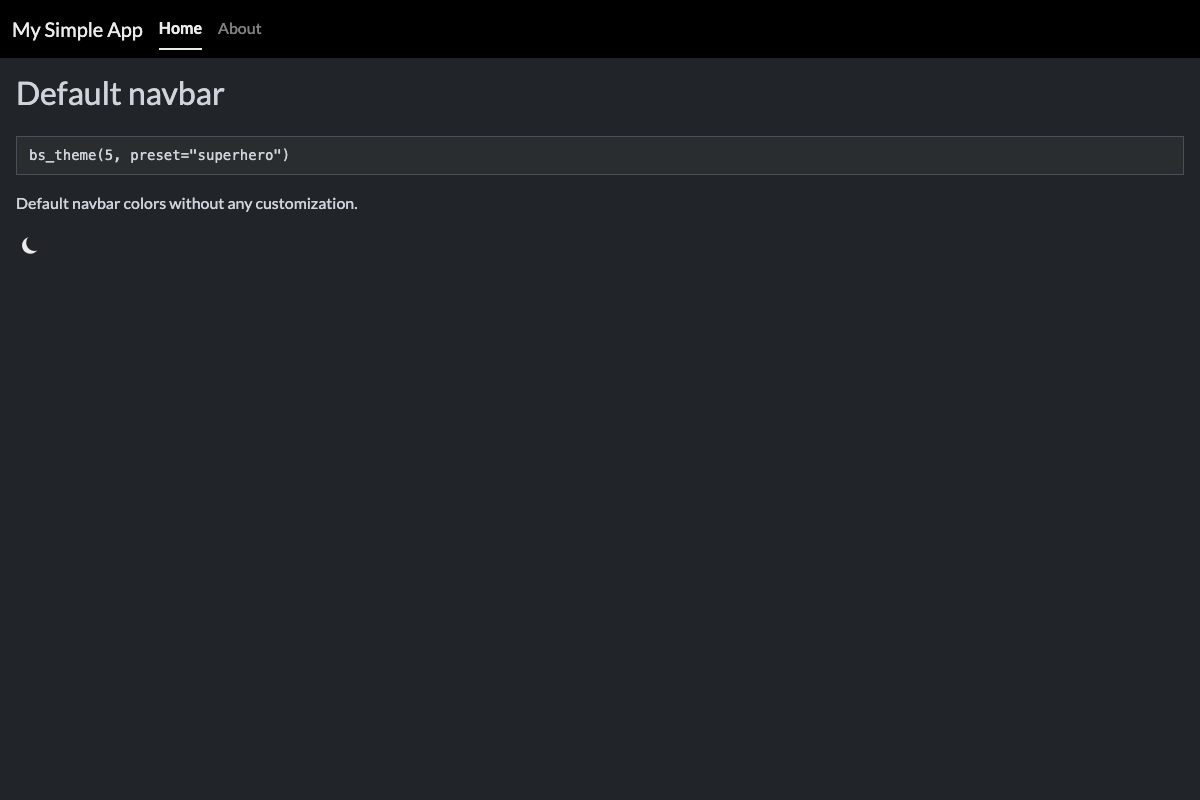 My Simple App Home About
Default navbar
bs_theme(5, preset="superhero")
Default navbar colors without any customization.